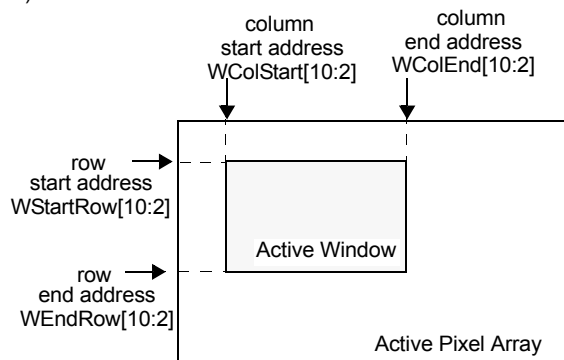 column
start address
WColStart[10:2]
column
end address
WColEnd[10:2]
row
start address
WStartRow[10:2]
Active Window
row
end address
WEndRow[10:2]
Active Pixel Array